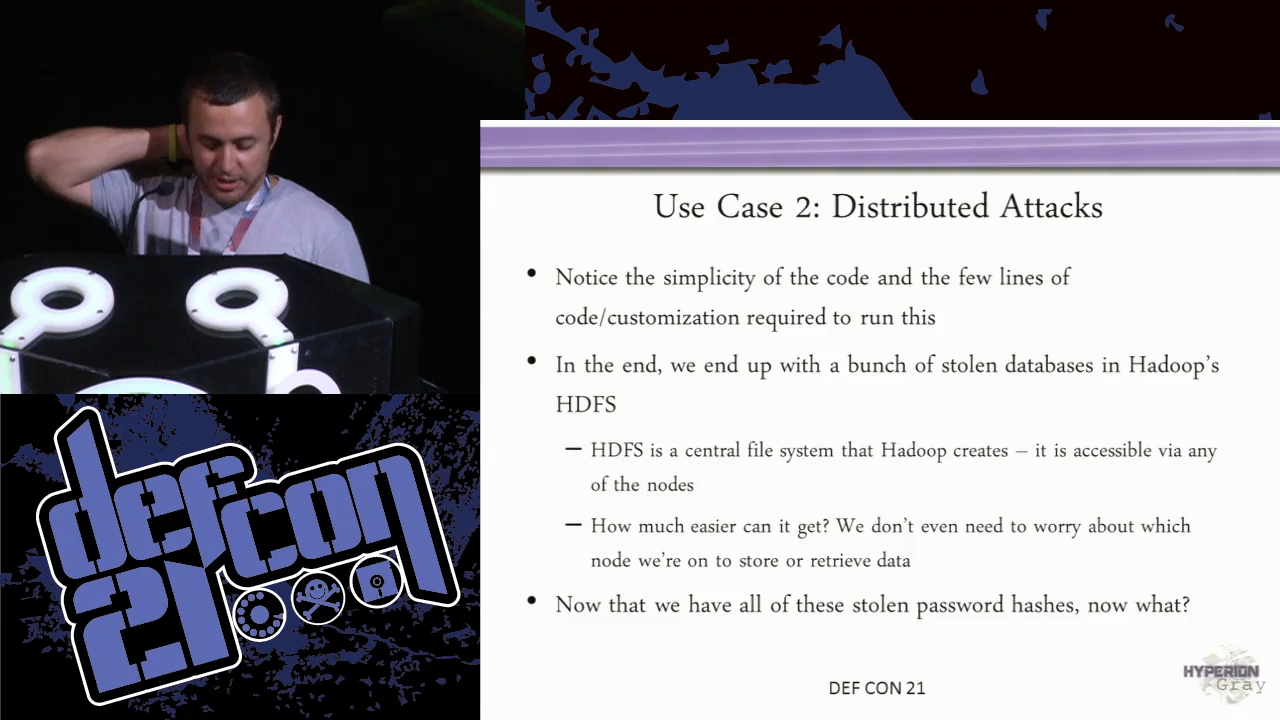 Use Case 2: Distributed Attacks
• Notice the simplicity of the code and the few lines of
code/customization required to run this
• In the end, we end up with a bunch of stolen databases in Hadoop's
HDFS
– HDFS is a central file system that Hadoop creates – it is accessible via any
of the nodes
– How much easier can it get? We don't even need to worry about which
node we're on to store or retrieve data
• Now that we have all of these stolen password hashes, now what?
DEF CON 21
HYPERION
Gray
defcon
21